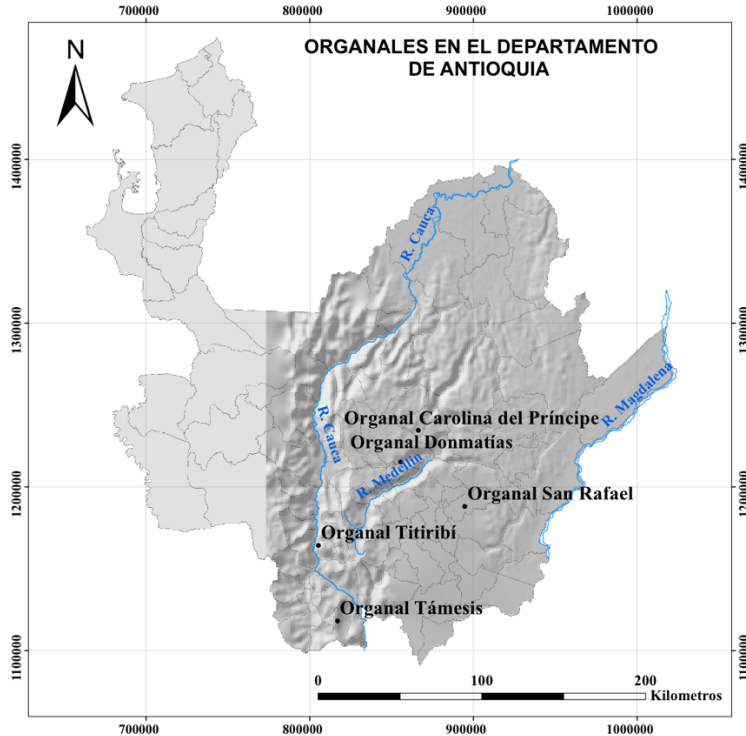 700000 800000 900000 1000000
N
ORGANALES EN EL DEPARTAMENTO
DE ANTIOQUIA
1400000 1400000
R. Cauca
1300000 1300000
R. Magdalena
R. Cauca
Organal Carolina del Príncipe
Organal Donmatías
R. Medellín
Organal San Rafael
1200000 1200000
Organal Titiribí
Organal Támesis
1100000 1100000
0 100 200
Kilometros
700000 800000 900000 1000000